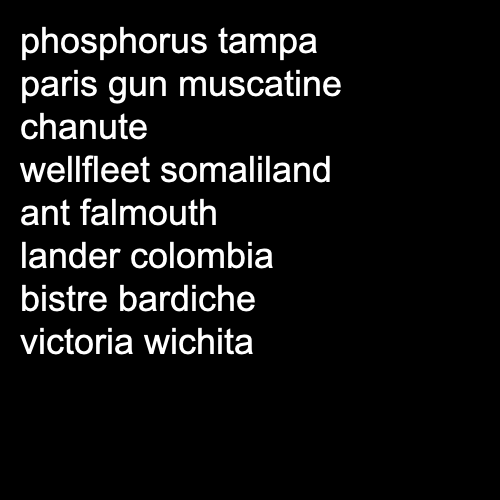 phosphorus tampa
paris gun muscatine
chanute
wellfleet somaliland
ant falmouth
lander colombia
bistre bardiche
victoria wichita